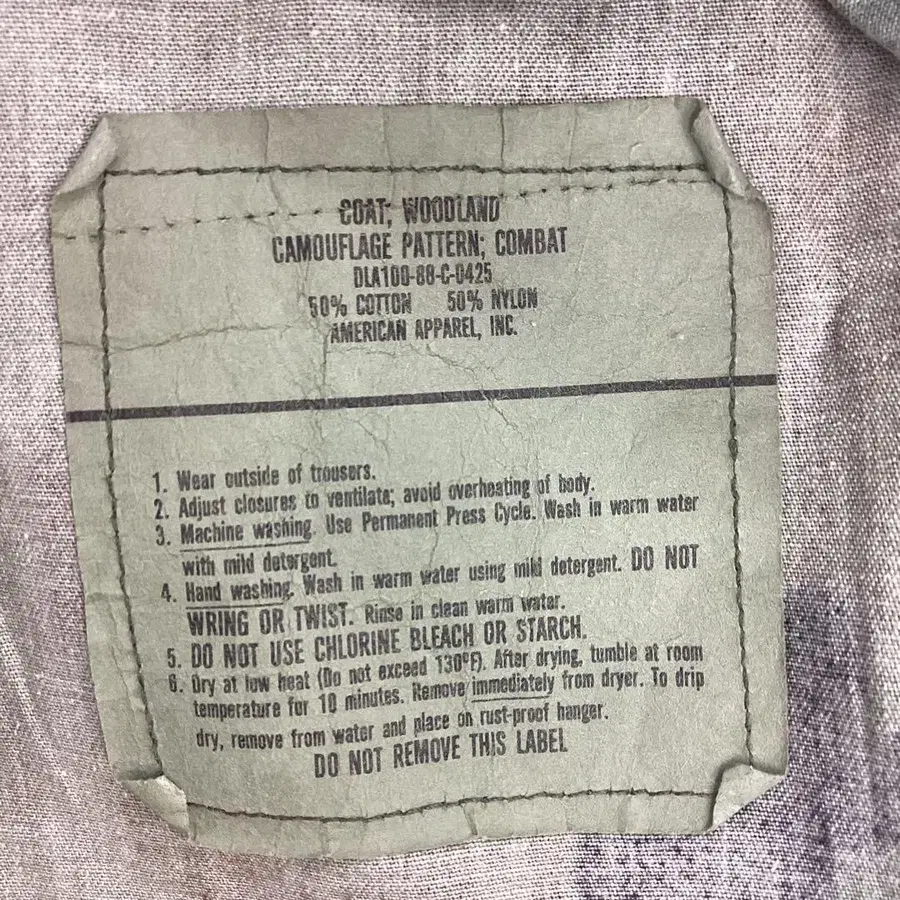 COAT; WOODLAND
CAMOUFLAGE PATTERN; COMBAT
DLA100-88-C-0425
50% COTTON 50% NYLON
AMERICAN APPAREL, INC.
1. Wear outside of trousers.
2. Adjust closures to ventilate; avoid overheating of body.
3. Machine washing. Use Permanent Press Cycle. Wash in warm water
with mild detergent.
4. Hand washing. Wash in warm water using mild detergent. DO NOT
WRING OR TWIST. Rinse in clean warm water.
5. DO NOT USE CHLORINE BLEACH OR STARCH.
6. Dry at low heat (Do not exceed 130°F). After drying, tumble at room
temperature for 10 minutes. Remove immediately from dryer. To drip
dry, remove from water and place on rust-proof hanger.
DO NOT REMOVE THIS LABEL